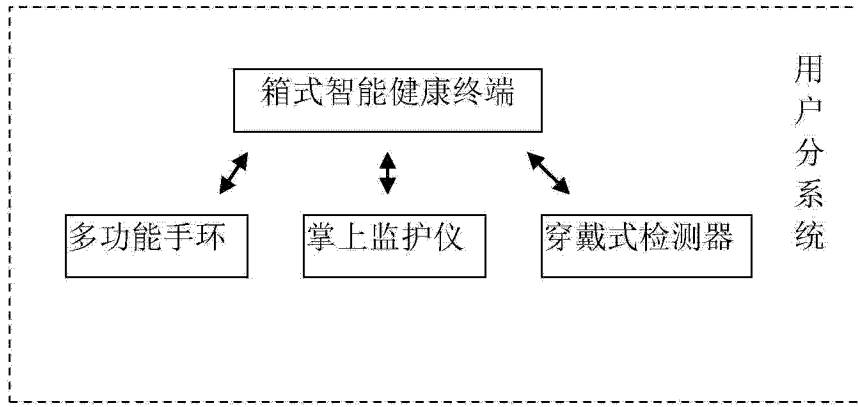 箱式智能健康终端
用户分系统
多功能手环
掌上监护仪
穿戴式检测器